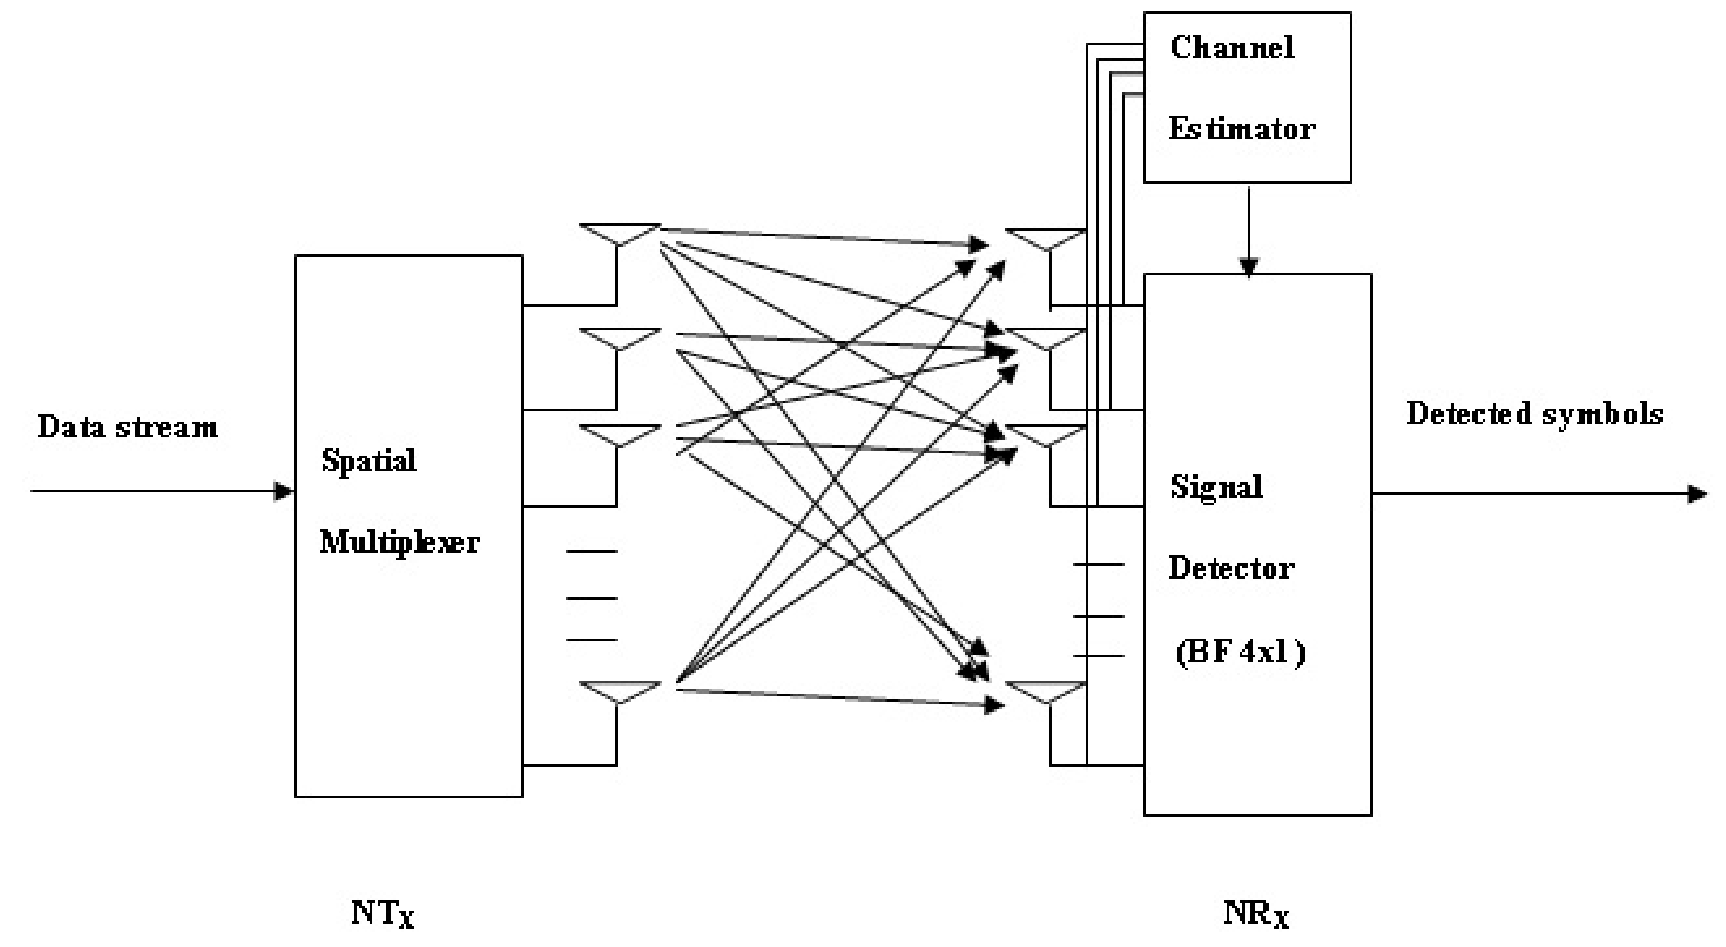 Channel
Estimator
Data stream
Spatial
Multiplexer
Detected symbols
Signal
Detector
(BF 4x1)
NTX
NRX